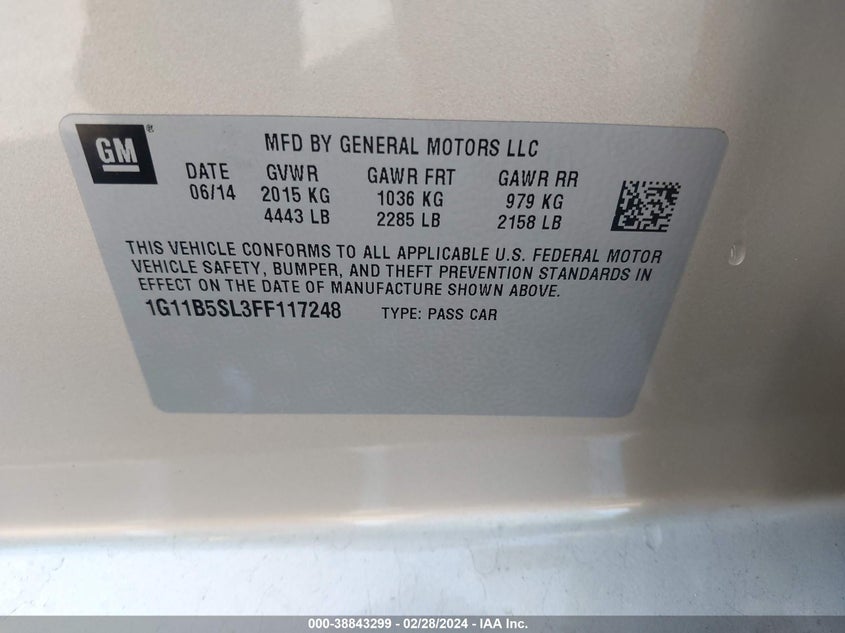 GM
MFD BY GENERAL MOTORS LLC
DATE GVWR GAWR FRT GAWR RR
06/14 2015 KG 1036 KG 979 KG
4443 LB 2285 LB 2158 LB
THIS VEHICLE CONFORMS TO ALL APPLICABLE U.S. FEDERAL MOTOR
VEHICLE SAFETY, BUMPER, AND THEFT PREVENTION STANDARDS IN
EFFECT ON THE DATE OF MANUFACTURE SHOWN ABOVE.
1G11B5SL3FF117248 TYPE: PASS CAR
000-38843299 - 02/28/2024 - IAA Inc.